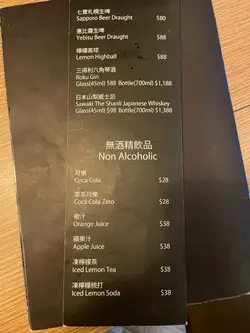 七寶札幌生啤
Sapporo Beer Draught $80
惠比壽生啤
Yebisu Beer Draught $88
檸檬高球
Lemon Highball $88
三得利六角琴酒
Roku Gin
Glass(45ml) $88 Bottle(700ml) $1,188
日本山梨威士忌
Sawaki The Shanli Japanese Whiskey
Glass(45ml) $98 Bottle(700ml) $1,388
無酒精飲品
Non Alcoholic
可樂
Coca Cola $28
零系可樂
Coca Cola Zero $28
橙汁
Orange Juice $38
蘋果汁
Apple Juice $38
凍檸檬茶
Iced Lemon Tea $38
凍檸檬梳打
Iced Lemon Soda $38